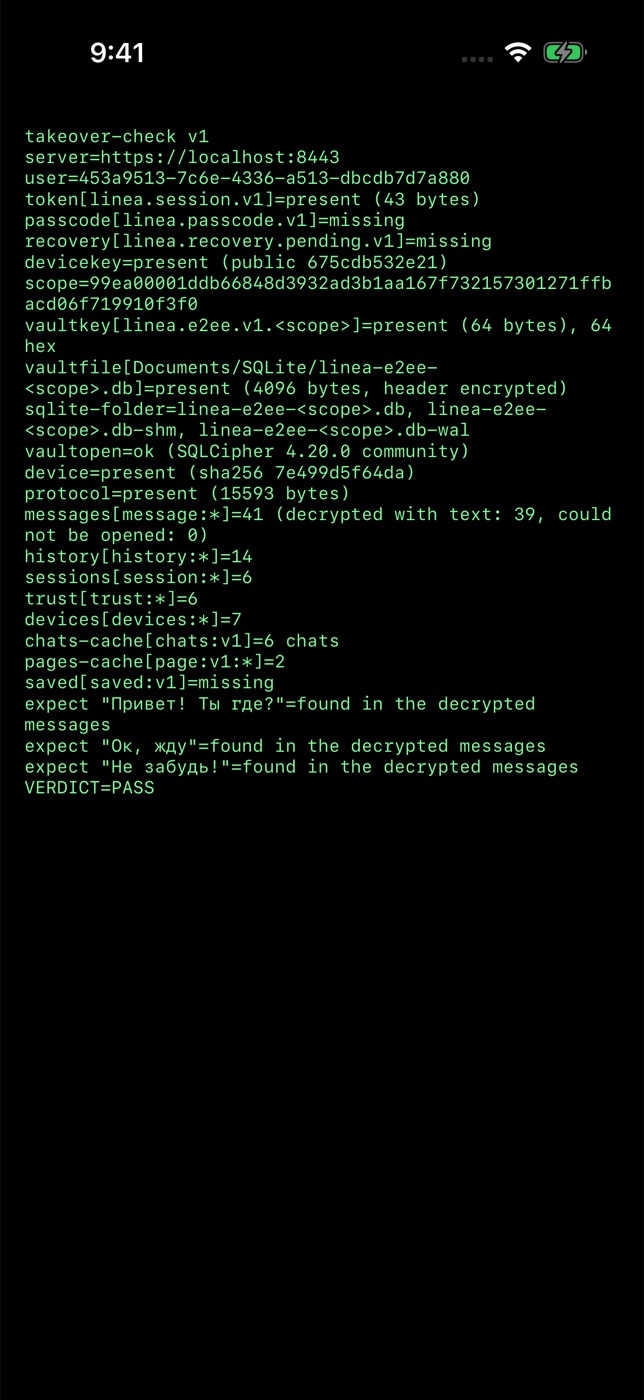 9:41
takeover-check v1
server=https://localhost:8443
user=453a9513-7c6e-4336-a513-dbcdb7d7a880
token[linea.session.v1]=present (43 bytes)
passcode[linea.passcode.v1]=missing
recovery[linea.recovery.pending.v1]=missing
devicekey=present (public 675cdb532e21)
scope=99ea00001ddb66848d3932ad3b1aa167f732157301271ffb
acd06f719910f3f0
vaultkey[linea.e2ee.v1.<scope>]=present (64 bytes), 64
hex
vaultfile[Documents/SQLite/linea-e2ee-
<scope>.db]=present (4096 bytes, header encrypted)
sqlite-folder=linea-e2ee-<scope>.db, linea-e2ee-
<scope>.db-shm, linea-e2ee-<scope>.db-wal
vaultopen=ok (SQLCipher 4.20.0 community)
device=present (sha256 7e499d5f64da)
protocol=present (15593 bytes)
messages[message:*]=41 (decrypted with text: 39, could
not be opened: 0)
history[history:*]=14
sessions[session:*]=6
trust[trust:*]=6
devices[devices:*]=7
chats-cache[chats:v1]=6 chats
pages-cache[page:v1:*]=2
saved[saved:v1]=missing
expect "Привет! Ты где?"=found in the decrypted
messages
expect "Ок, жду"=found in the decrypted messages
expect "Не забудь!"=found in the decrypted messages
VERDICT=PASS